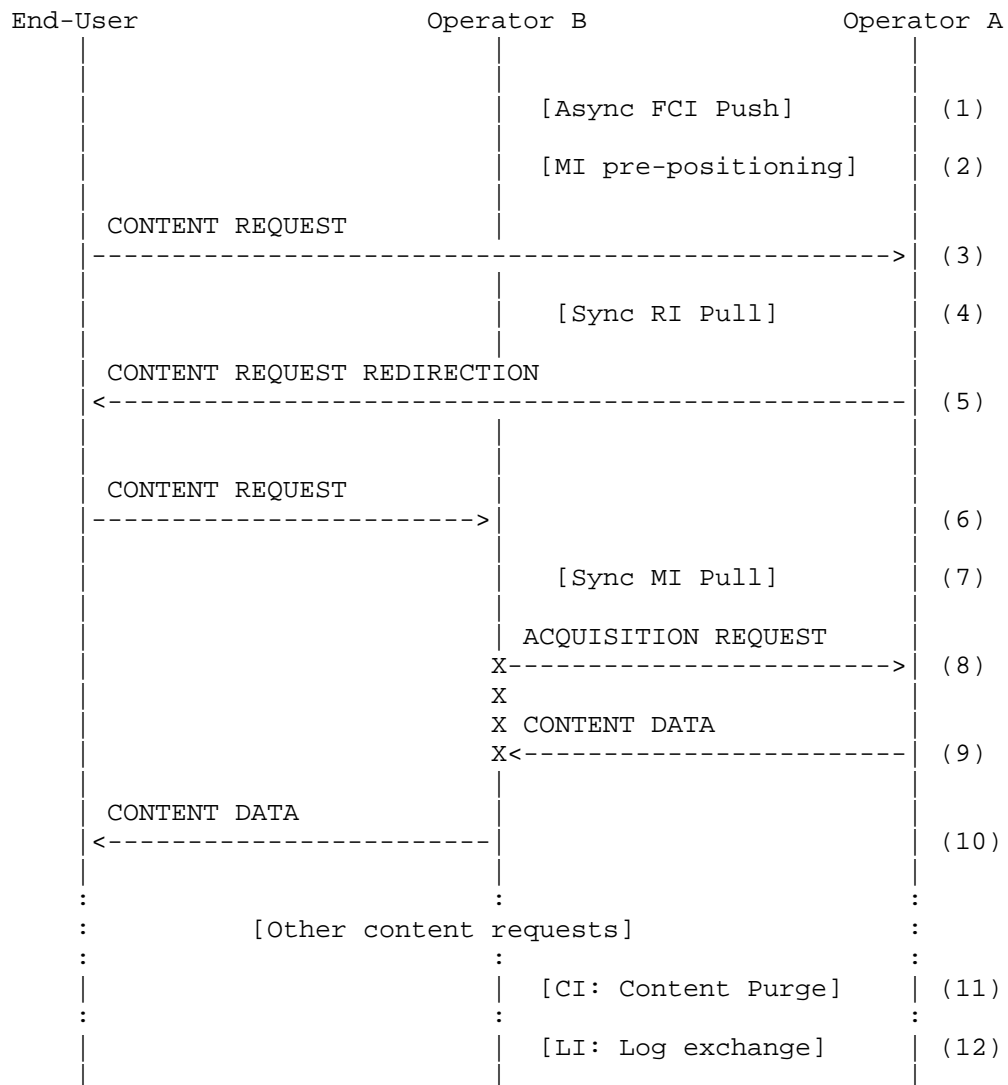 End-User Operator B Operator A
[Async FCI Push] (1)
[MI pre-positioning] (2)
CONTENT REQUEST
(3)
[Sync RI Pull] (4)
CONTENT REQUEST REDIRECTION
(5)
CONTENT REQUEST
(6)
[Sync MI Pull] (7)
ACQUISITION REQUEST
X (8)
X
X CONTENT DATA
X (9)
CONTENT DATA
(10)
[Other content requests]
[CI: Content Purge] (11)
[LI: Log exchange] (12)